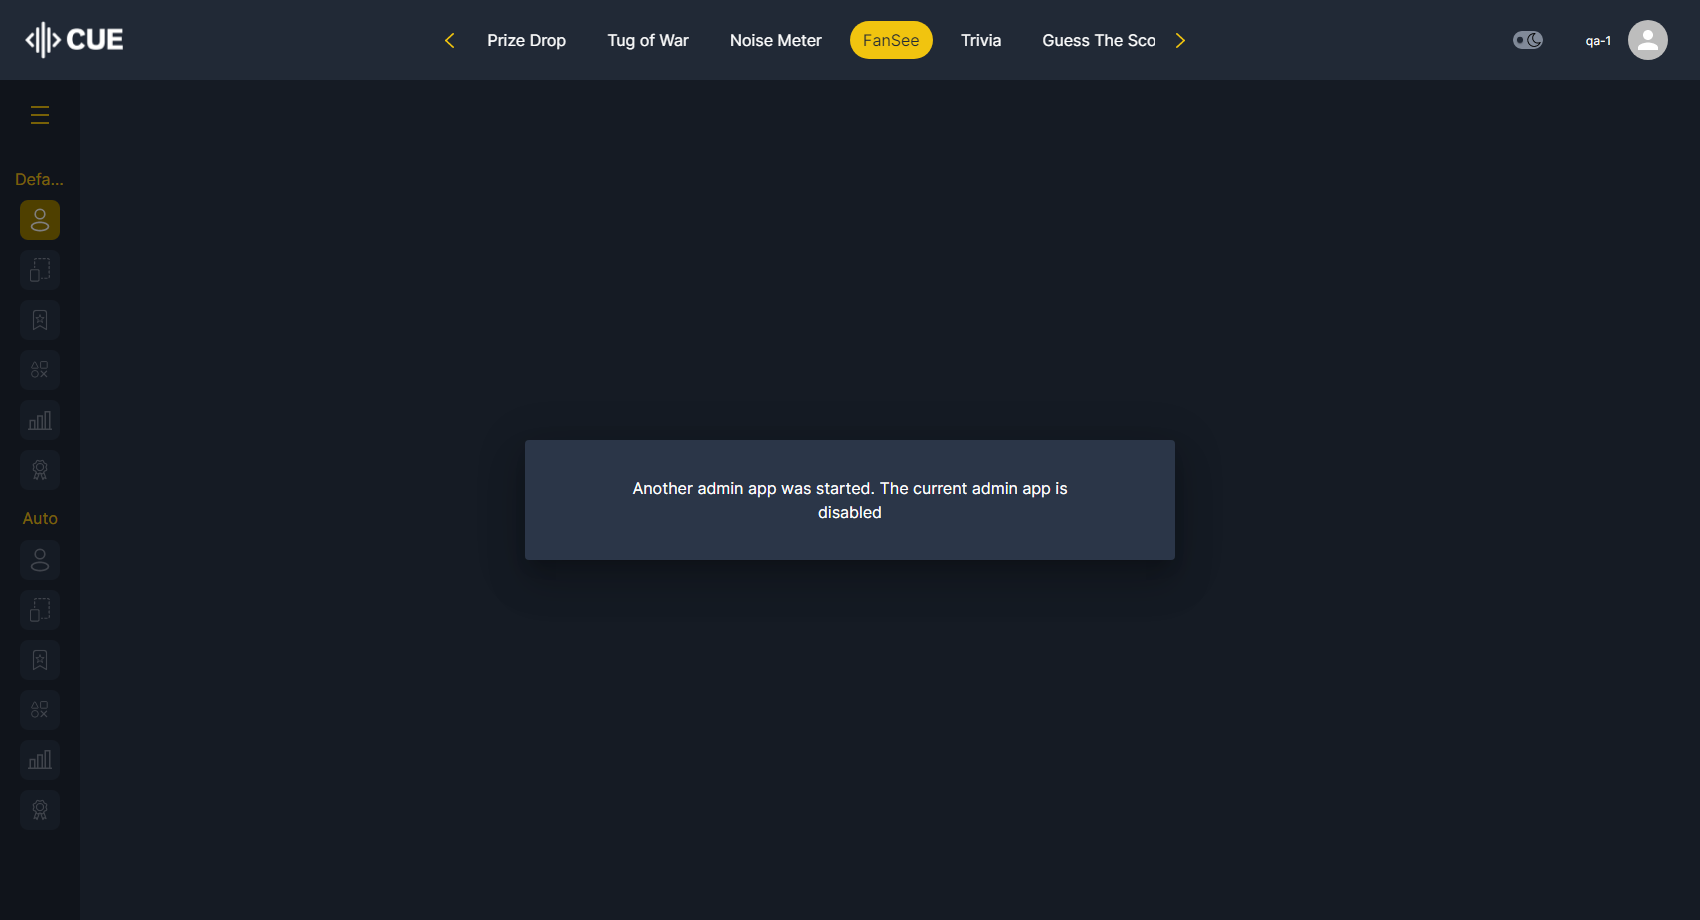 CUE
Prize Drop
Tug of War
Noise Meter
FanSee
Trivia
Guess The Sco
qa-1
Defa...
Auto
Another admin app was started. The current admin app is
disabled